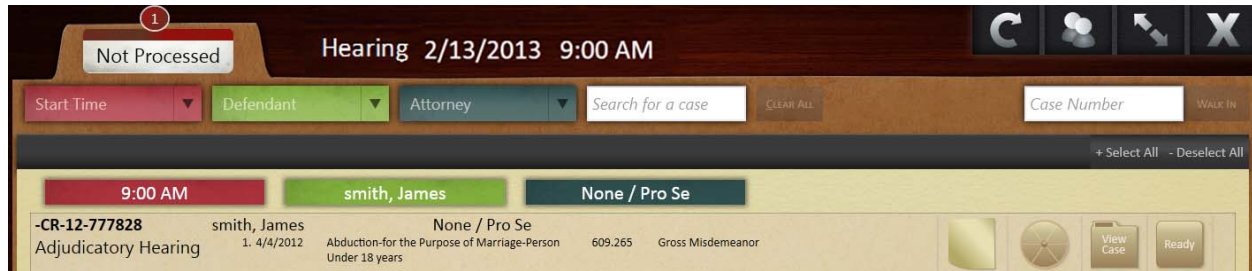 1
Not Processed
Hearing 2/13/2013 9:00 AM
X
Start Time
Defendant
Attorney
Search for a case
CLEAR ALL
Case Number
WALK IN
+ Select All - Deselect All
9:00 AM
smith, James
None / Pro Se
-CR-12-777828 smith, James None / Pro Se
Adjudicatory Hearing 1. 4/4/2012 Abduction-for the Purpose of Marriage-Person 609.265 Gross Misdemeanor
Under 18 years
View
Case
Ready